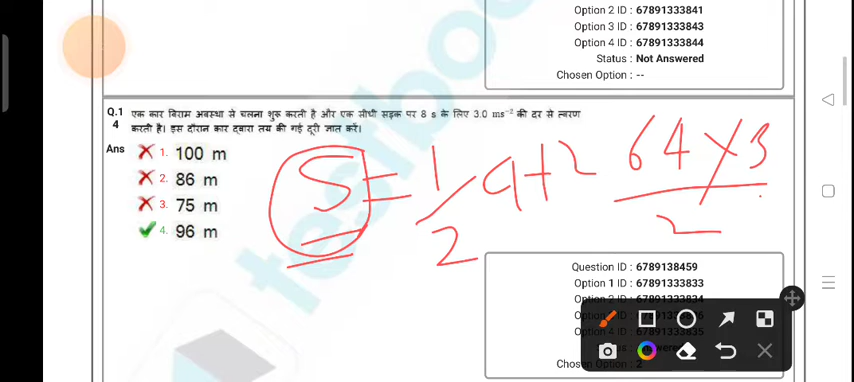 Option 2 ID : 67891333841
Option 3 ID : 67891333843
Option 4 ID : 67891333844
Status : Not Answered
Chosen Option : --
Q.1
4
एक कार विराम अवस्था से चलना शुरू करती है और एक सीधी सड़क पर 8 s के लिए 3.0 ms⁻² की दर से त्वरण
करती है। इस दौरान कार द्वारा तय की गई दूरी ज्ञात करें।
Ans
1. 100 m
2. 86 m
3. 75 m
4. 96 m
S = 1/2 at2 64 x 3 / 2
testboo
Question ID : 6789138459
Option 1 ID : 67891333833
Chosen Option : 2